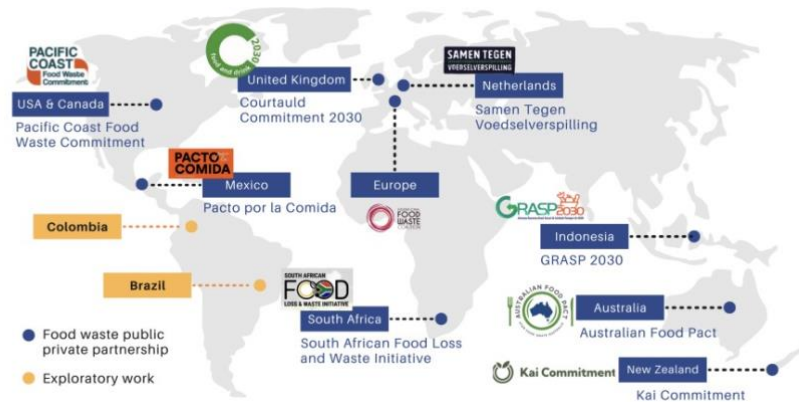 PACIFIC
COAST
Food Waste
Commitment
USA & Canada
Pacific Coast Food
Waste Commitment
2030
food and drink
United Kingdom
Courtauld
Commitment 2030
SAMEN TEGEN
VOEDSELVERSPILLING
Netherlands
Samen Tegen
Voedselverspilling
PACTO
COMIDA
Mexico
Pacto por la Comida
Europe
FOOD
WASTE
Colombia
Brazil
GRASP2030
Indonesia
GRASP 2030
SOUTH AFRICAN
FOOD
LOSS & WASTE INITIATIVE
South Africa
South African Food Loss
and Waste Initiative
AUSTRALIAN FOOD PACT
Australia
Australian Food Pact
Kai Commitment
New Zealand
Kai Commitment
Food waste public
private partnership
Exploratory work